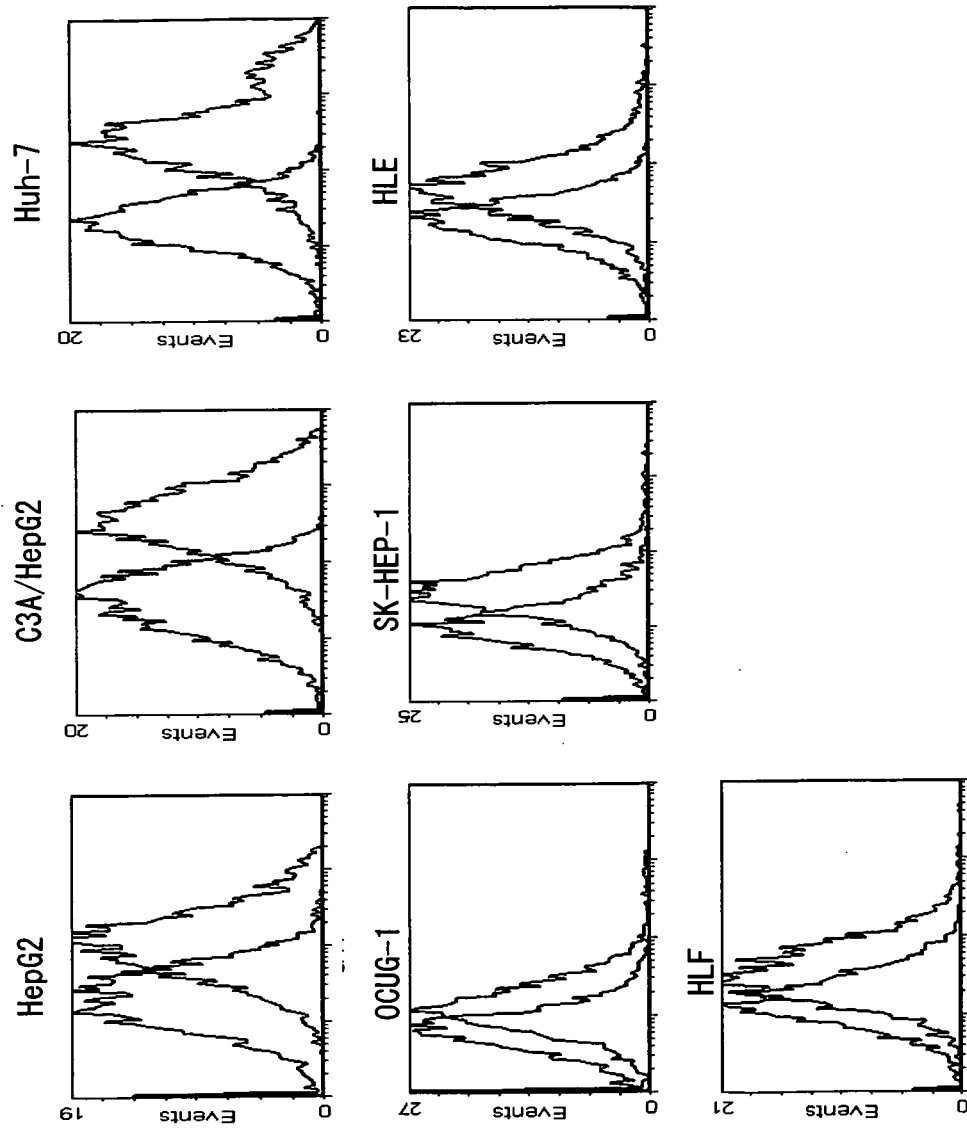 HepG2
19
Events
0
C3A/HepG2
20
Events
0
Huh-7
20
Events
0
OCUG-1
27
Events
0
SK-HEP-1
25
Events
0
HLE
23
Events
0
HLF
21
Events
0